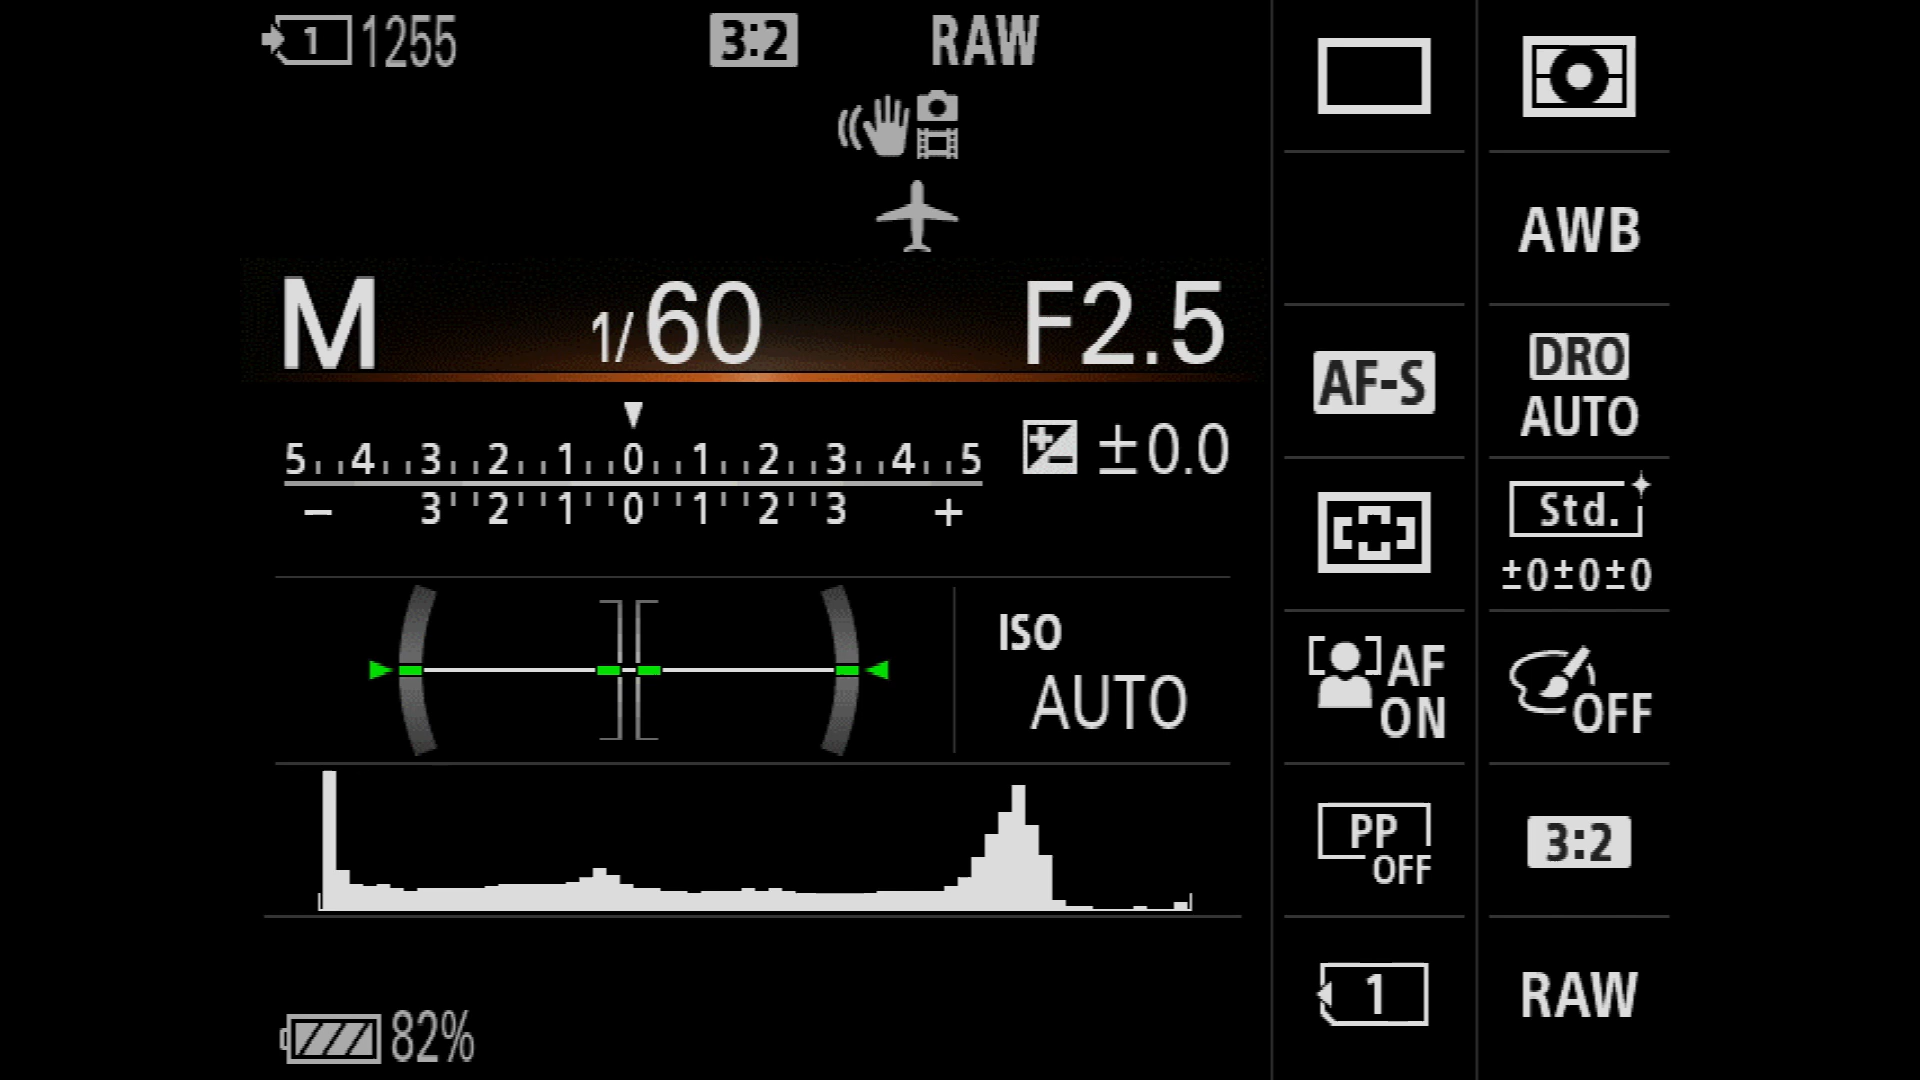 1 1255 3:2 RAW
M 1/60 F2.5
5 4 3 2 1 0 1 2 3 4 5 ±0.0
− 3 2 1 0 1 2 3 +
ISO
AUTO
82%
AF-S
AF
ON
PP
OFF
1
AWB
DRO
AUTO
Std.
±0±0±0
OFF
3:2
RAW